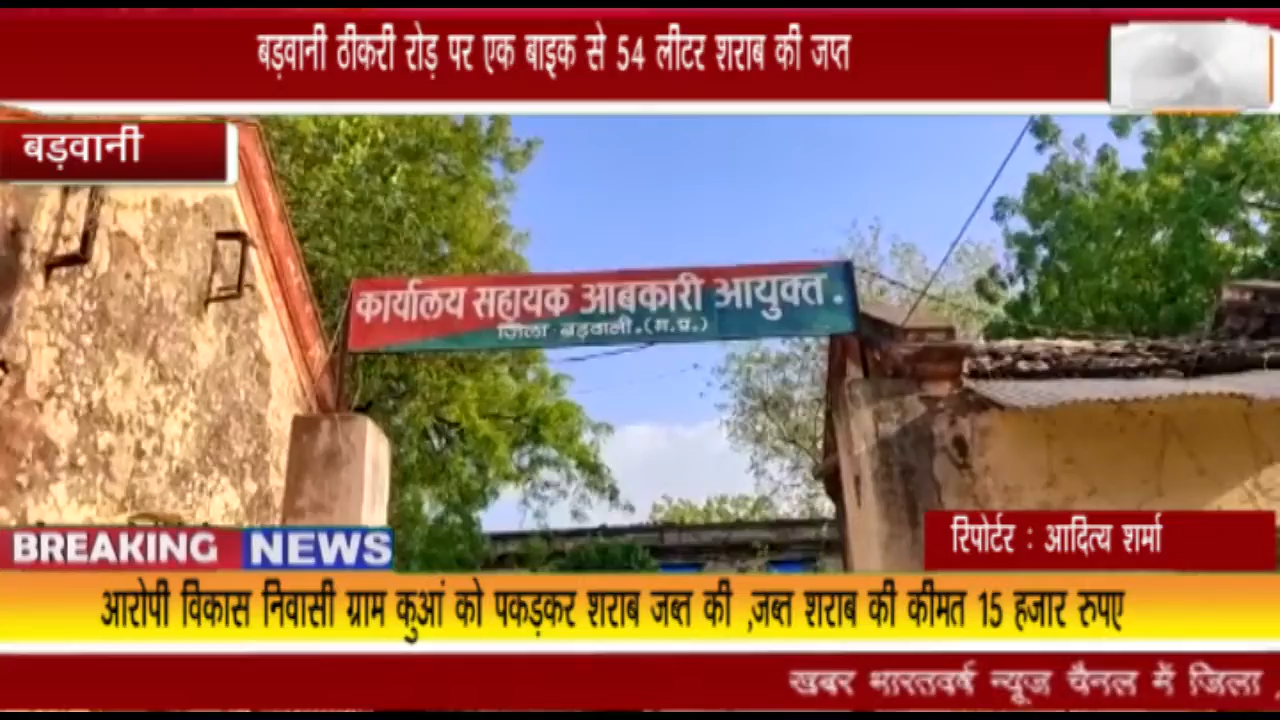 बड़वानी ठीकरी रोड़ पर एक बाइक से 54 लीटर शराब की जप्त
बड़वानी
कार्यालय सहायक आबकारी आयुक्त .
जिला बड़वानी.(म.प्र.)
रिपोर्टर : आदित्य शर्मा
BREAKING NEWS
आरोपी विकास निवासी ग्राम कुआं को पकड़कर शराब जब्त की ,जब्त शराब की कीमत 15 हजार रुपए
खबर भारतवर्ष न्यूज चैनल में जिला